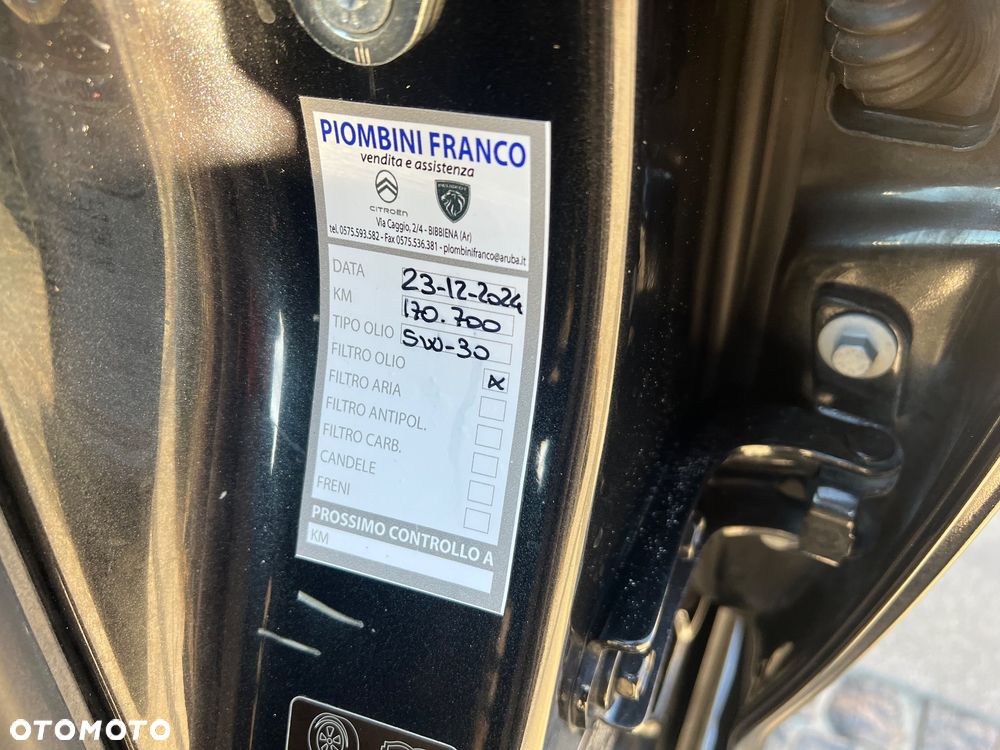 PIOMBINI FRANCO
vendita e assistenza
CITROËN
Via Caggio, 2/4 - BIBBIENA (Ar)
tel. 0575.593.582 - Fax 0575.536.381 - piombinifranco@aruba.it
DATA 23-12-2024
KM 170.700
TIPO OLIO 5W-30
FILTRO OLIO X
FILTRO ARIA
FILTRO ANTIPOL.
FILTRO CARB.
CANDELE
FRENI
PROSSIMO CONTROLLO A
KM
OTOMOTO